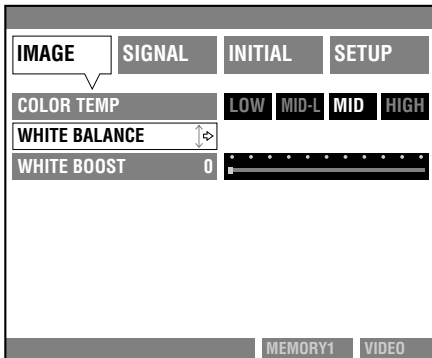 IMAGE SIGNAL INITIAL SETUP
COLOR TEMP LOW MID-L MID HIGH
WHITE BALANCE
WHITE BOOST 0
MEMORY1 VIDEO